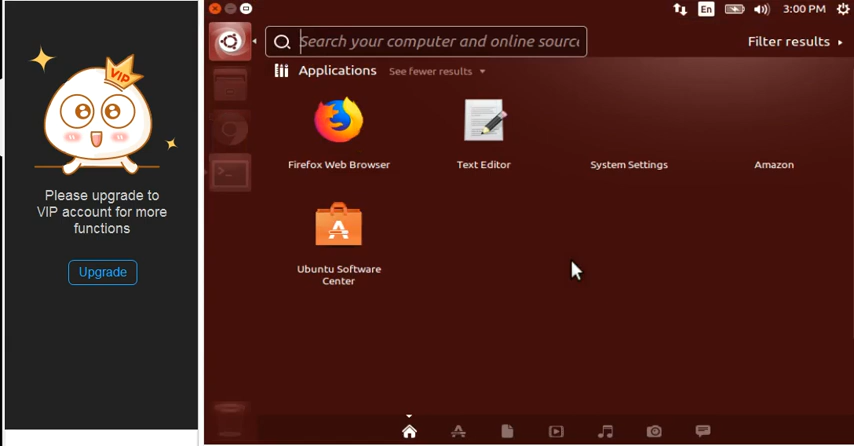 VIP
Please upgrade to
VIP account for more
functions
Upgrade
En
3:00 PM
Search your computer and online source
Filter results
Applications
See fewer results
Firefox Web Browser
Text Editor
System Settings
Amazon
Ubuntu Software
Center